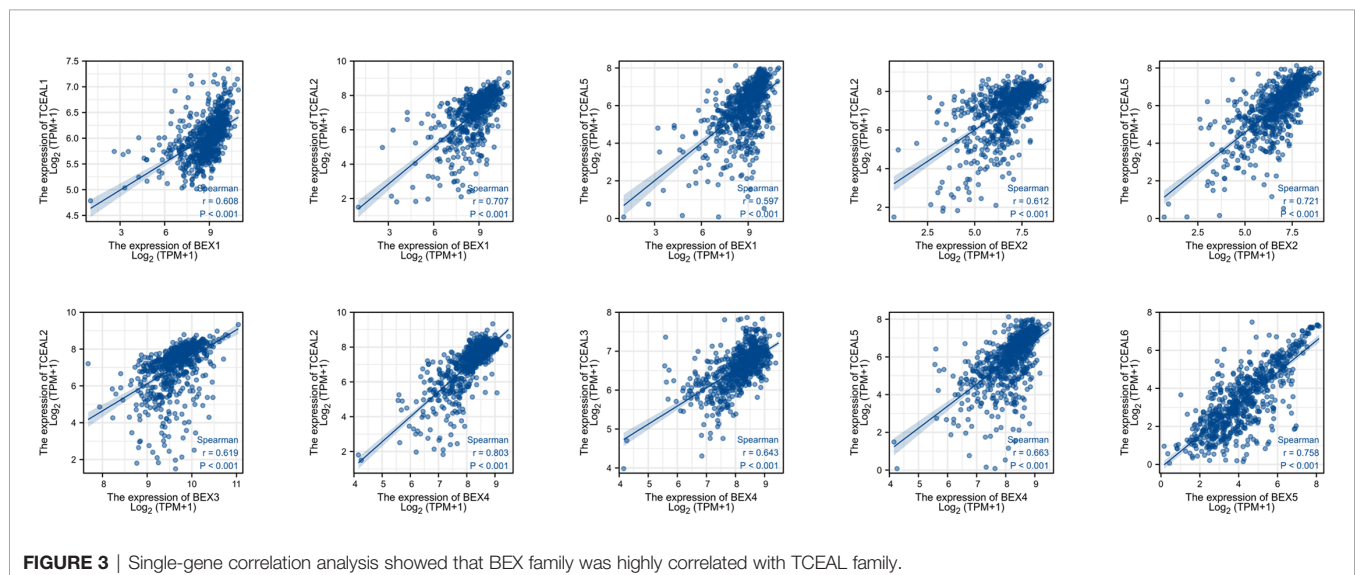 7.5
7.0
6.5
6.0
5.5
5.0
4.5
The expression of TCEAL1
Log2 (TPM+1)
Spearman
r = 0.608
P < 0.001
3 6 9
The expression of BEX1
Log2 (TPM+1)
10
8
6
4
2
The expression of TCEAL2
Log2 (TPM+1)
Spearman
r = 0.707
P < 0.001
3 6 9
The expression of BEX1
Log2 (TPM+1)
8
6
4
2
0
The expression of TCEAL5
Log2 (TPM+1)
Spearman
r = 0.597
P < 0.001
3 6 9
The expression of BEX1
Log2 (TPM+1)
10
8
6
4
2
The expression of TCEAL2
Log2 (TPM+1)
Spearman
r = 0.612
P < 0.001
2.5 5.0 7.5
The expression of BEX2
Log2 (TPM+1)
8
6
4
2
0
The expression of TCEAL5
Log2 (TPM+1)
Spearman
r = 0.721
P < 0.001
2.5 5.0 7.5
The expression of BEX2
Log2 (TPM+1)
10
8
6
4
2
The expression of TCEAL2
Log2 (TPM+1)
Spearman
r = 0.619
P < 0.001
8 9 10 11
The expression of BEX3
Log2 (TPM+1)
10
8
6
4
2
The expression of TCEAL2
Log2 (TPM+1)
Spearman
r = 0.803
P < 0.001
4 5 6 7 8 9
The expression of BEX4
Log2 (TPM+1)
8
7
6
5
4
The expression of TCEAL3
Log2 (TPM+1)
Spearman
r = 0.643
P < 0.001
4 5 6 7 8 9
The expression of BEX4
Log2 (TPM+1)
8
6
4
2
0
The expression of TCEAL5
Log2 (TPM+1)
Spearman
r = 0.663
P < 0.001
4 5 6 7 8 9
The expression of BEX4
Log2 (TPM+1)
8
6
4
2
0
The expression of TCEAL6
Log2 (TPM+1)
Spearman
r = 0.758
P < 0.001
0 2 4 6 8
The expression of BEX5
Log2 (TPM+1)
FIGURE 3 | Single-gene correlation analysis showed that BEX family was highly correlated with TCEAL family.